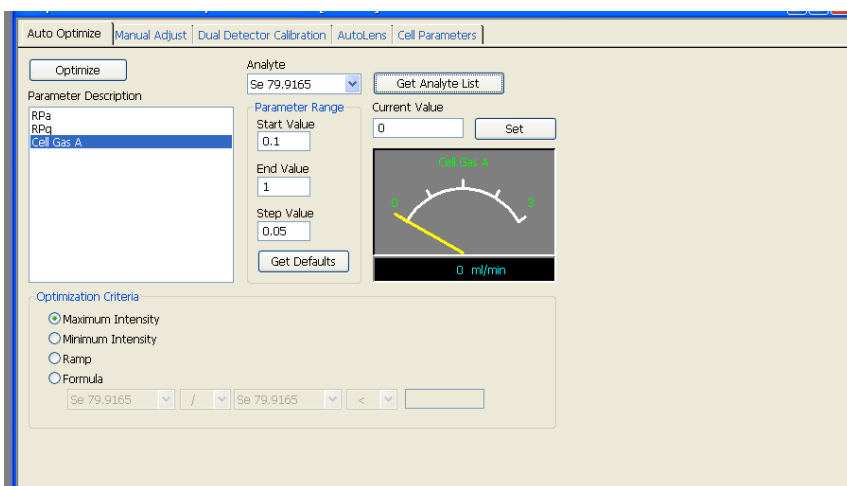 Auto Optimize Manual Adjust Dual Detector Calibration AutoLens Cell Parameters
Optimize
Analyte
Se 79.9165
Get Analyte List
Parameter Description
RPa
RPq
Cell Gas A
Parameter Range
Start Value
0.1
End Value
1
Step Value
0.05
Get Defaults
Current Value
0
Set
Cell Gas A
0 3
0 ml/min
Optimization Criteria
Maximum Intensity
Minimum Intensity
Ramp
Formula
Se 79.9165 / Se 79.9165 <